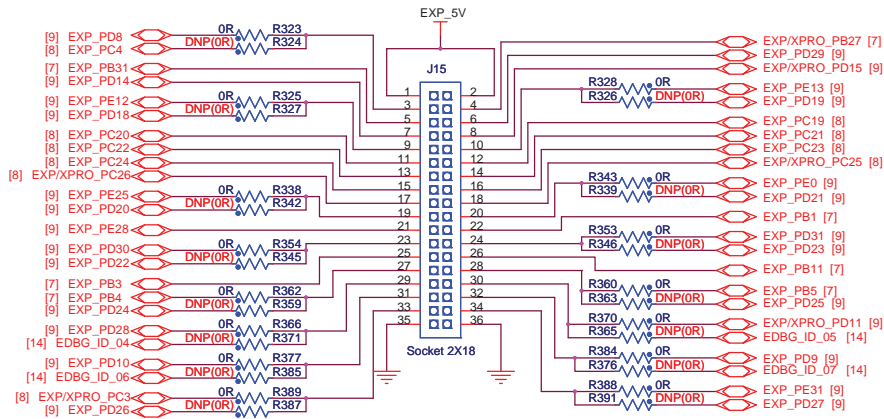 EXP_5V
J15
Socket 2X18
[9] EXP_PD8 0R R323
[8] EXP_PC4 DNP(0R) R324
[7] EXP_PB31
[9] EXP_PD14
[9] EXP_PE12 0R R325
[9] EXP_PD18 DNP(0R) R327
[8] EXP_PC20
[8] EXP_PC22
[8] EXP_PC24
[8] EXP/XPRO_PC26
[9] EXP_PE25 0R R338
[9] EXP_PD20 DNP(0R) R342
[9] EXP_PE28
[9] EXP_PD30 0R R354
[9] EXP_PD22 DNP(0R) R345
[7] EXP_PB3
[7] EXP_PB4 0R R362
[9] EXP_PD24 DNP(0R) R359
[9] EXP_PD28 0R R366
[14] EDBG_ID_04 DNP(0R) R371
[9] EXP_PD10 0R R377
[14] EDBG_ID_06 DNP(0R) R385
[8] EXP/XPRO_PC3 0R R389
[9] EXP_PD26 DNP(0R) R387
1 2
3 4
5 6
7 8
9 10
11 12
13 14
15 16
17 18
19 20
21 22
23 24
25 26
27 28
29 30
31 32
33 34
35 36
EXP/XPRO_PB27 [7]
EXP_PD29 [9]
EXP/XPRO_PD15 [9]
R328 0R EXP_PE13 [9]
R326 DNP(0R) EXP_PD19 [9]
EXP_PC19 [8]
EXP_PC21 [8]
EXP_PC23 [8]
EXP/XPRO_PC25 [8]
R343 0R EXP_PE0 [9]
R339 DNP(0R) EXP_PD21 [9]
EXP_PB1 [7]
R353 0R EXP_PD31 [9]
R346 DNP(0R) EXP_PD23 [9]
EXP_PB11 [7]
R360 0R EXP_PB5 [7]
R363 DNP(0R) EXP_PD25 [9]
R370 0R EXP/XPRO_PD11 [9]
R365 DNP(0R) EDBG_ID_05 [14]
R384 0R EXP_PD9 [9]
R376 DNP(0R) EDBG_ID_07 [14]
R388 0R EXP_PE31 [9]
R391 DNP(0R) EXP_PD27 [9]